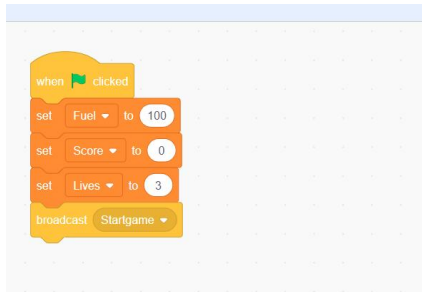 when clicked
set Fuel to 100
set Score to 0
set Lives to 3
broadcast Startgame